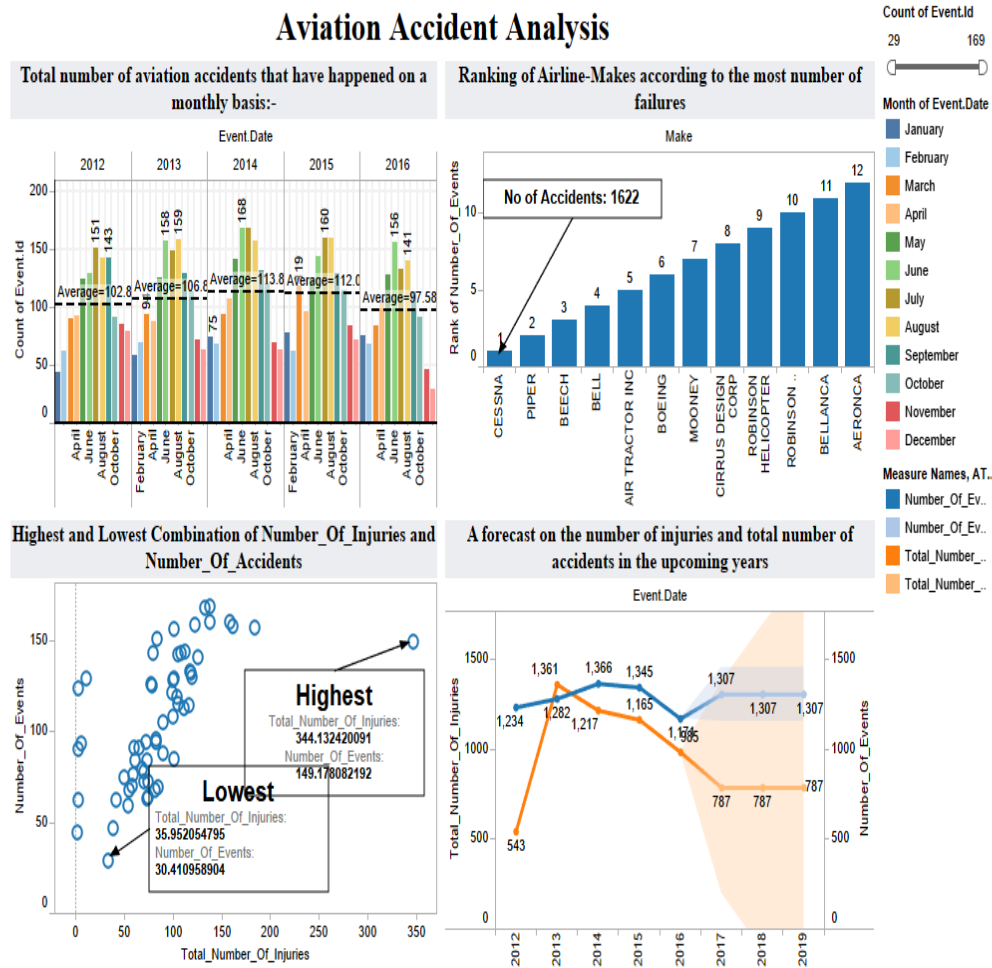 Aviation Accident Analysis
Total number of aviation accidents that have happened on a
monthly basis:-
Event.Date
2012 2013 2014 2015 2016
Count of Event.Id
200
150
100
50
0
151
143
158
159
75
168
19
160
156
141
Average=102.8
Average=106.8
Average=113.8
Average=112.0
Average=97.58
April
June
August
October
February
April
June
August
October
April
June
August
October
February
April
June
August
October
April
June
August
October
Ranking of Airline-Makes according to the most number of
failures
Make
Rank of Number_Of_Events
10
5
0
No of Accidents: 1622
1
2
3
4
5
6
7
8
9
10
11
12
CESSNA
PIPER
BEECH
BELL
AIR TRACTOR INC
BOEING
MOONEY
CIRRUS DESIGN
CORP
ROBINSON
HELICOPTER
ROBINSON ..
BELLANCA
AERONCA
Count of Event.Id
29 169
Month of Event.Date
January
February
March
April
May
June
July
August
September
October
November
December
Measure Names, AT..
Number_Of_Ev..
Number_Of_Ev..
Total_Number_..
Total_Number_..
Highest and Lowest Combination of Number_Of_Injuries and
Number_Of_Accidents
Number_Of_Events
150
100
50
0
Highest
Total_Number_Of_Injuries:
344.132420091
Number_Of_Events:
149.178082192
Lowest
Total_Number_Of_Injuries:
35.952054795
Number_Of_Events:
30.410958904
0 50 100 150 200 250 300 350
Total_Number_Of_Injuries
A forecast on the number of injuries and total number of
accidents in the upcoming years
Event.Date
Total_Number_Of_Injuries
1500
1000
500
0
1,234
1,282
1,366
1,345
1,307
1,307
1,307
543
1,361
1,217
1,165
985
787
787
787
1500
1000
500
0
Number_Of_Events
2012
2013
2014
2015
2016
2017
2018
2019